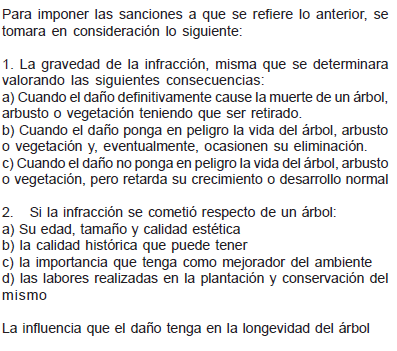 Para imponer las sanciones a que se refiere lo anterior, se
tomara en consideración lo siguiente:
1. La gravedad de la infracción, misma que se determinara
valorando las siguientes consecuencias:
a) Cuando el daño definitivamente cause la muerte de un árbol,
arbusto o vegetación teniendo que ser retirado.
b) Cuando el daño ponga en peligro la vida del árbol, arbusto
o vegetación y, eventualmente, ocasionen su eliminación.
c) Cuando el daño no ponga en peligro la vida del árbol, arbusto
o vegetación, pero retarda su crecimiento o desarrollo normal
2. Si la infracción se cometió respecto de un árbol:
a) Su edad, tamaño y calidad estética
b) la calidad histórica que puede tener
c) la importancia que tenga como mejorador del ambiente
d) las labores realizadas en la plantación y conservación del
mismo
La influencia que el daño tenga en la longevidad del árbol